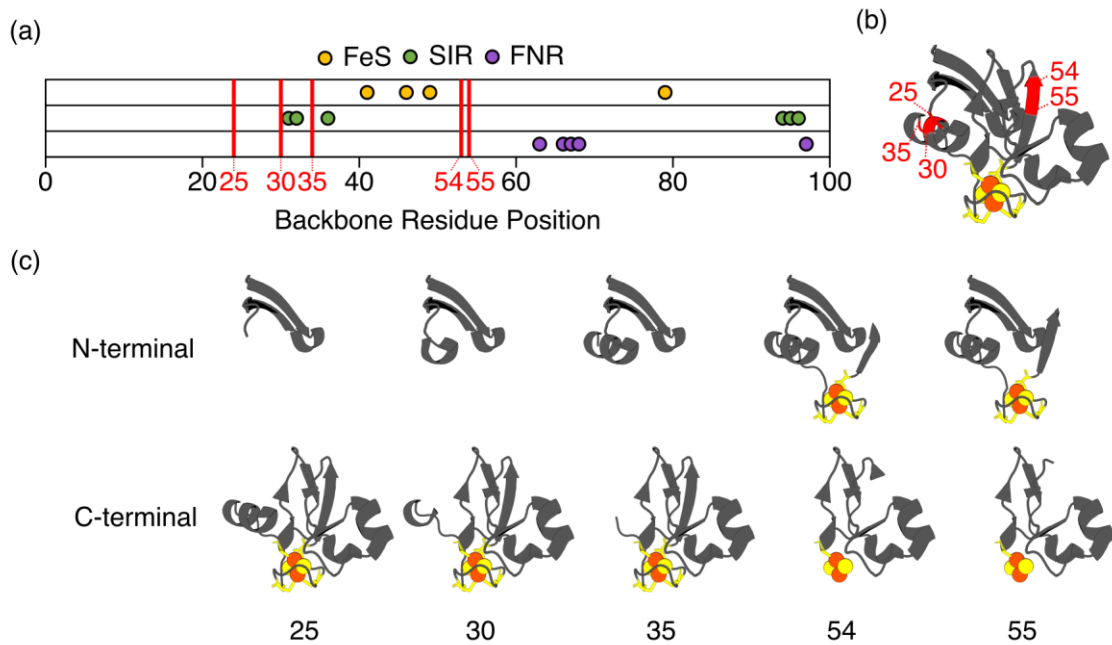 (a)
FeS SIR FNR
0 20 25 30 35 40 54 55 60 80 100
Backbone Residue Position
(b)
54
55
25
35
30
(c)
N-terminal
C-terminal
25 30 35 54 55